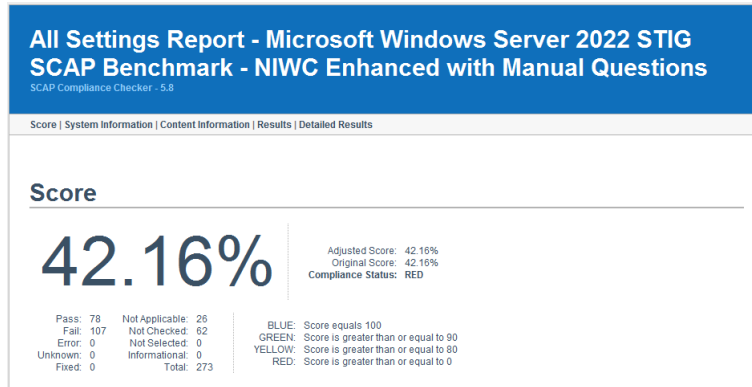 All Settings Report - Microsoft Windows Server 2022 STIG
SCAP Benchmark - NIWC Enhanced with Manual Questions
SCAP Compliance Checker - 5.8
Score | System Information | Content Information | Results | Detailed Results
Score
42.16%
Adjusted Score: 42.16%
Original Score: 42.16%
Compliance Status: RED
Pass: 78 Not Applicable: 26
Fail: 107 Not Checked: 62
Error: 0 Not Selected: 0
Unknown: 0 Informational: 0
Fixed: 0 Total: 273
BLUE: Score equals 100
GREEN: Score is greater than or equal to 90
YELLOW: Score is greater than or equal to 80
RED: Score is greater than or equal to 0